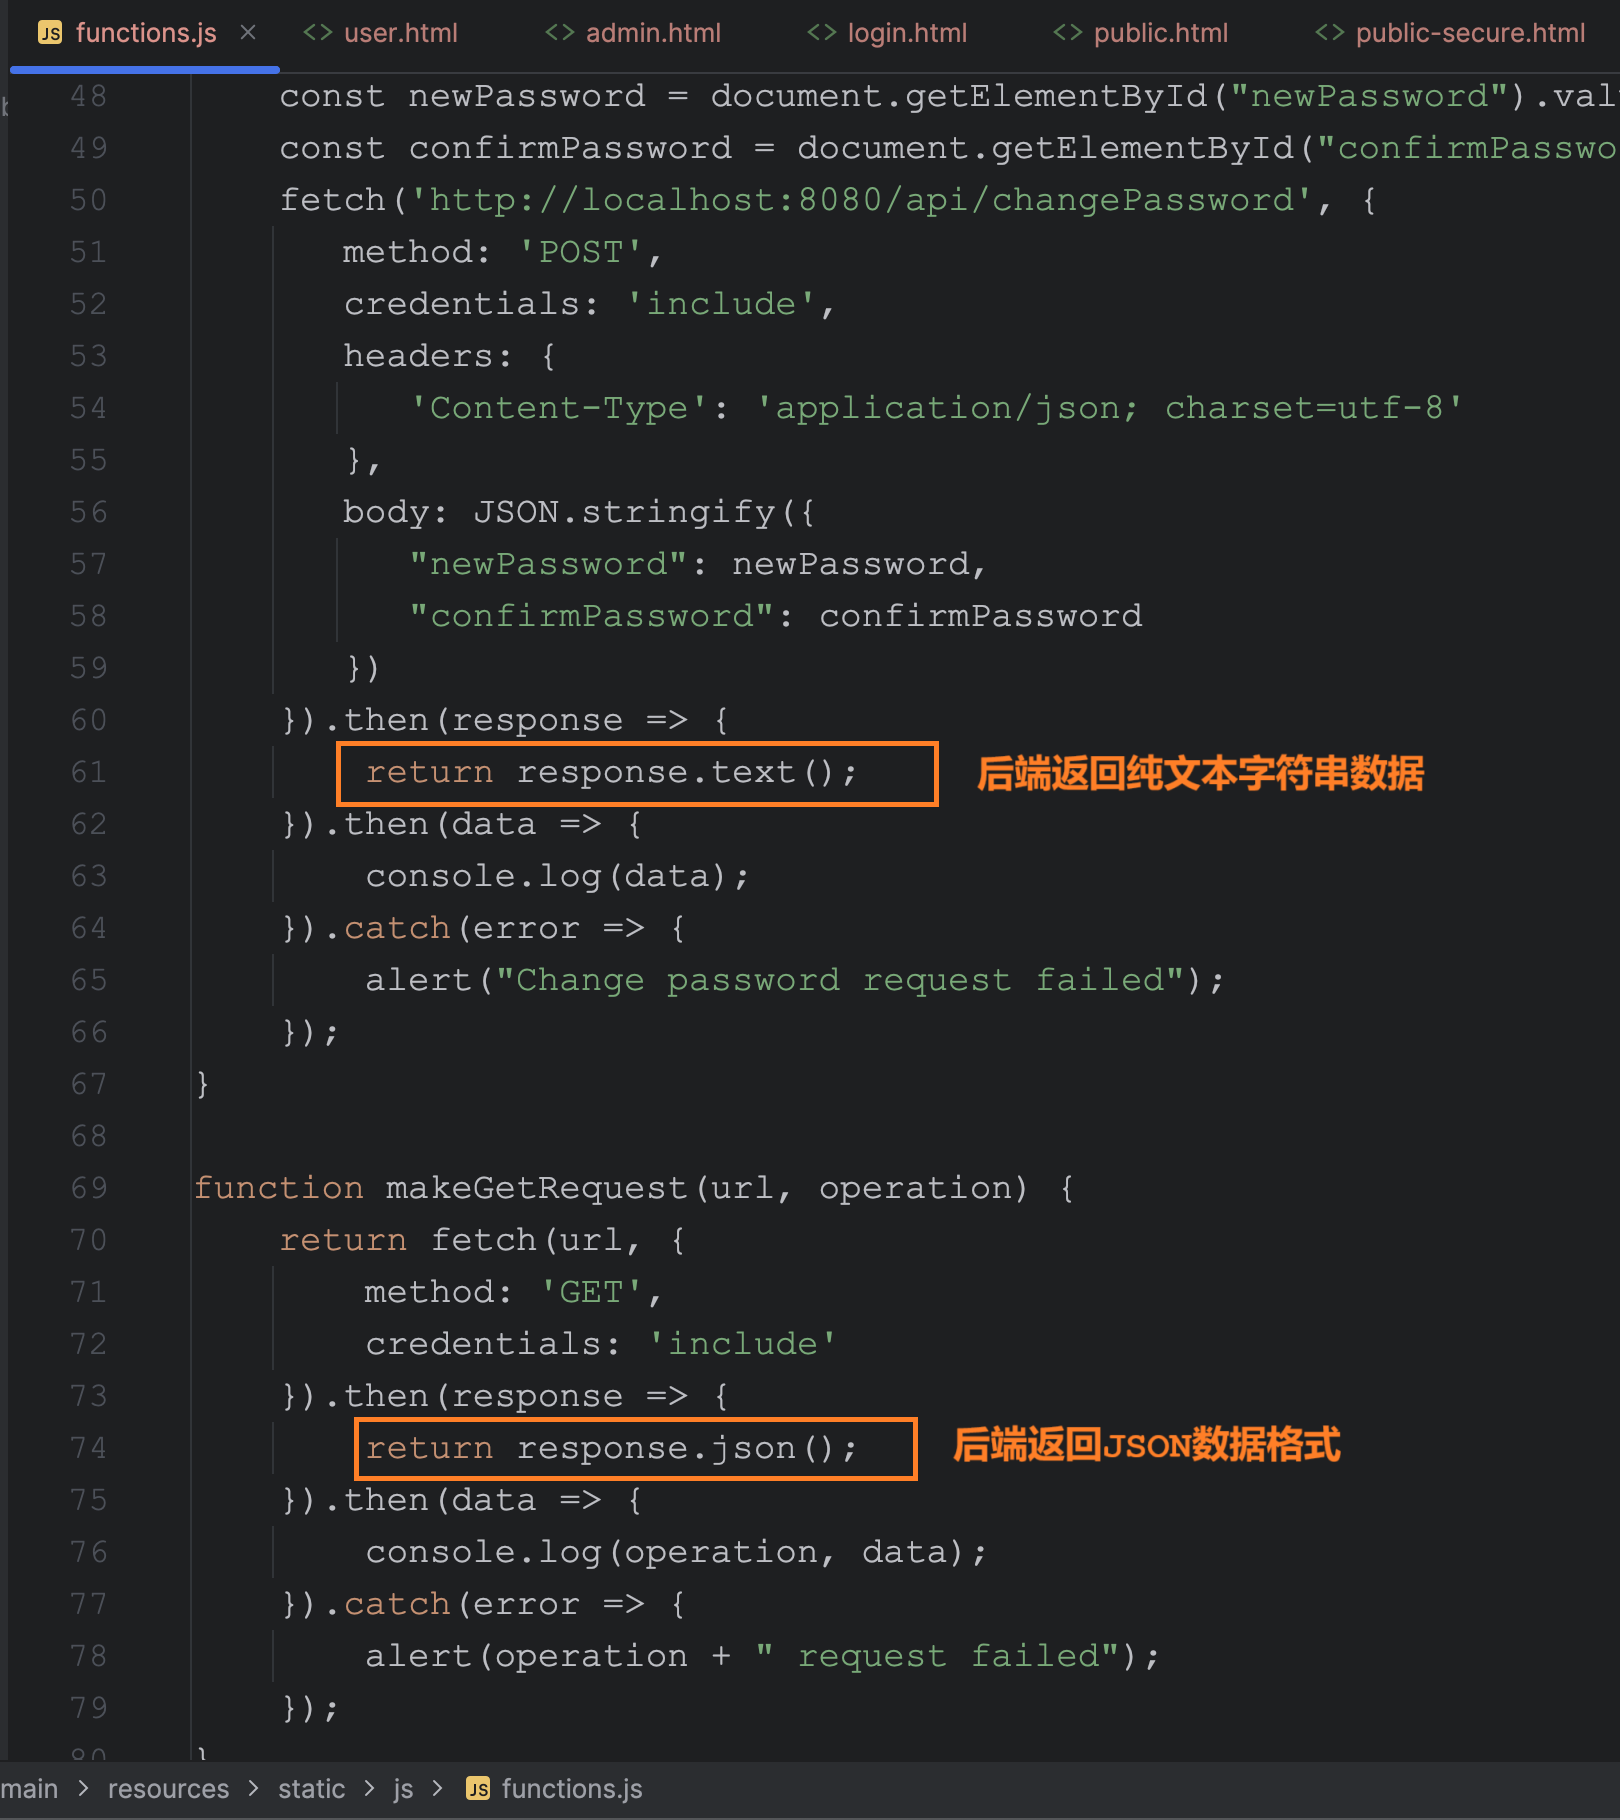 JS functions.js × <> user.html <> admin.html <> login.html <> public.html <> public-secure.html
48 const newPassword = document.getElementById("newPassword").val
49 const confirmPassword = document.getElementById("confirmPasswo
50 fetch('http://localhost:8080/api/changePassword', {
51 method: 'POST',
52 credentials: 'include',
53 headers: {
54 'Content-Type': 'application/json; charset=utf-8'
55 },
56 body: JSON.stringify({
57 "newPassword": newPassword,
58 "confirmPassword": confirmPassword
59 })
60 }).then(response => {
61 return response.text(); 后端返回纯文本字符串数据
62 }).then(data => {
63 console.log(data);
64 }).catch(error => {
65 alert("Change password request failed");
66 });
67 }
68
69 function makeGetRequest(url, operation) {
70 return fetch(url, {
71 method: 'GET',
72 credentials: 'include'
73 }).then(response => {
74 return response.json(); 后端返回JSON数据格式
75 }).then(data => {
76 console.log(operation, data);
77 }).catch(error => {
78 alert(operation + " request failed");
79 });
80 }
main > resources > static > js > JS functions.js